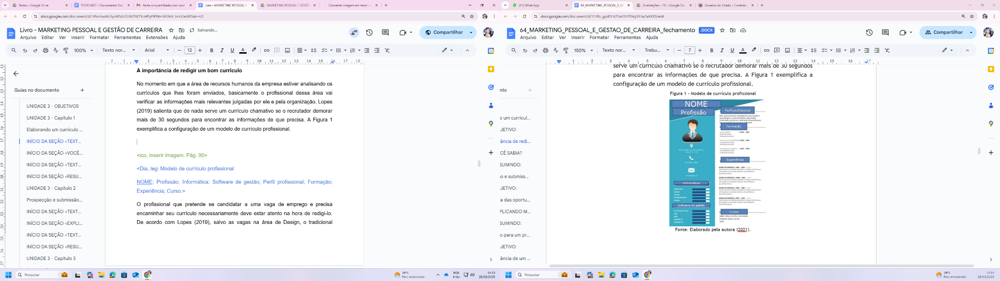 Textos - Google Drive
TEXTO MST - Documentos Goo
Pasta compartilhada com você
Livro - MARKETING PESSOAL E
MARKETING PESSOAL E GESTÃ
Converter imagem em texto - C
docs.google.com/document/d/14SmhudAJ5ysWSdU3zXiZRK7VuHPyPiER6mVG4sV_hmY/edit?tab=t.0
Livro - MARKETING PESSOAL E GESTÃO DE CARREIRA
Salvando...
Arquivo Editar Ver Inserir Formatar Ferramentas Extensões Ajuda
Compartilhar
100%
Texto nor...
Arial
12
Guias no documento
UNIDADE 3 - OBJETIVOS
UNIDADE 3 - Capítulo 1
Elaborando um currículo ...
INÍCIO DA SEÇÃO <TEXT...
INÍCIO DA SEÇÃO <VOCÊ...
INÍCIO DA SEÇÃO <TEXT...
INÍCIO DA SEÇÃO <RESU...
UNIDADE 3 - Capítulo 2
Prospecção e submissão...
INÍCIO DA SEÇÃO <TEXT...
INÍCIO DA SEÇÃO <EXPLI...
INÍCIO DA SEÇÃO <TEXT...
INÍCIO DA SEÇÃO <RESU...
UNIDADE 3 - Capítulo 3
A importância de redigir um bom currículo
No momento em que a área de recursos humanos da empresa estiver analisando os
currículos que lhes foram enviados, basicamente o profissional dessa área vai
verificar as informações mais relevantes julgadas por ele e pela organização. Lopes
(2019) salienta que de nada serve um currículo chamativo se o recrutador demorar
mais de 30 segundos para encontrar as informações de que precisa. A Figura 1
exemplifica a configuração de um modelo de currículo profissional.
<ico, inserir imagem. Pág. 90>
<Dia, leg: Modelo de currículo profissional
NOME; Profissão; Informática; Software de gestão; Perfil profissional; Formação;
Experiência; Curso.>
O profissional que pretende se candidatar a uma vaga de emprego e precisa
encaminhar seu currículo necessariamente deve estar atento na hora de redigi-lo.
De acordo com Lopes (2019), salvo as vagas na área de Design, o tradicional
Pesquisar
28°C
Parc ensolarado
POR
PTB2
15:19
28/03/2025
(44) WhatsApp
64_MARKETING_PESSOAL_E_GE
Orientações - FIC - Google Driv
Governo do Estado - Controle
docs.google.com/document/d/1C40s_gpdDLVZGeGYLPRAjj3KJwZa6XX0/edit
64_MARKETING_PESSOAL_E_GESTAO_DE_CARREIRA_fechamento .DOCX
Arquivo Editar Ver Inserir Formatar Ferramentas Ajuda
Compartilhar
150%
Texto nor...
Trebu...
7
nto
o um currícul...
JETIVO:
ância de redi...
CÊ SABIA?
SUMINDO:
o e submiss...
JETIVO:
a das oportu...
PLICANDO M...
SUMINDO:
o para um pr...
JETIVO:
ância de um ...
serve um currículo chamativo se o recrutador demorar mais de 30 segundos
para encontrar as informações de que precisa. A Figura 1 exemplifica a
configuração de um modelo de currículo profissional.
Figura 1 - Modelo de currículo profissional
NOME
Profissão
Perfil profissional
Formação
Experiência
Informática
Software de gestão
Curso
Fonte: Elaborado pela autora (2021).
Pesquisar
28°C
Parc ensolarado
15:19
28/03/2025